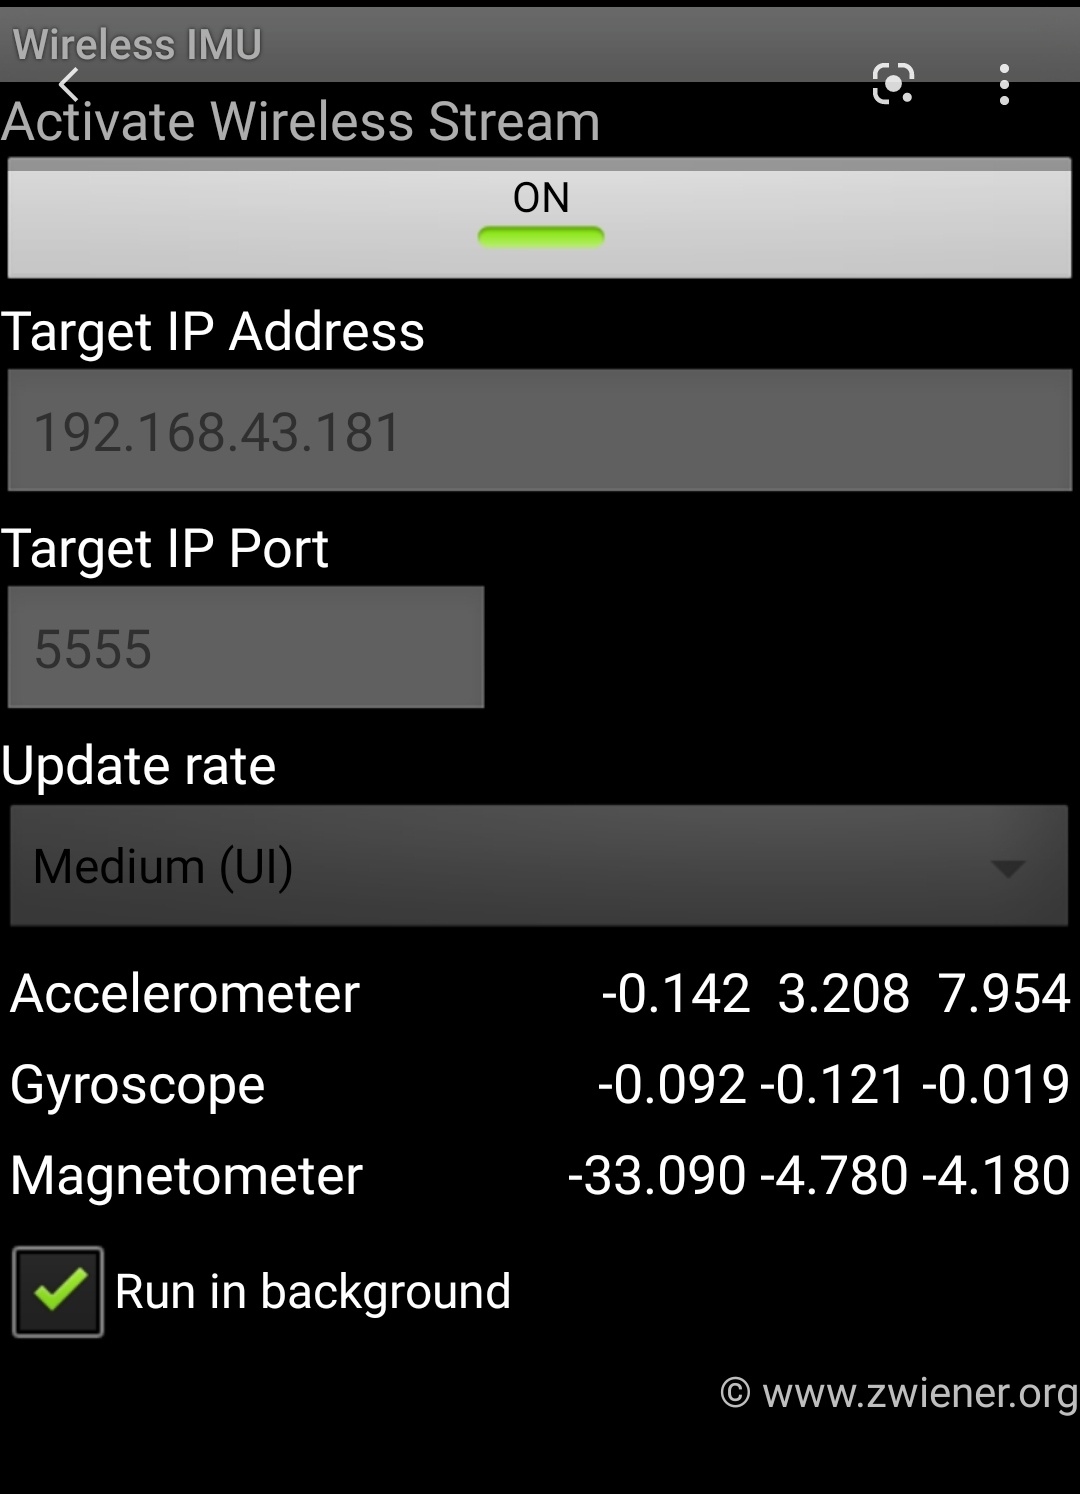 Wireless IMU
Activate Wireless Stream
ON
Target IP Address
192.168.43.181
Target IP Port
5555
Update rate
Medium (UI)
Accelerometer -0.142 3.208 7.954
Gyroscope -0.092 -0.121 -0.019
Magnetometer -33.090 -4.780 -4.180
Run in background
© www.zwiener.org